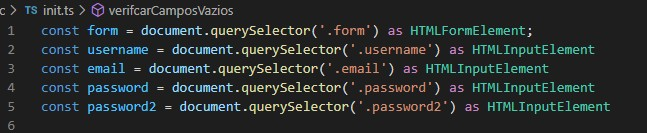 c > TS init.ts > verifcarCamposVazios
1 const form = document.querySelector('.form') as HTMLFormElement;
2 const username = document.querySelector('.username') as HTMLInputElement
3 const email = document.querySelector('.email') as HTMLInputElement
4 const password = document.querySelector('.password') as HTMLInputElement
5 const password2 = document.querySelector('.password2') as HTMLInputElement
6